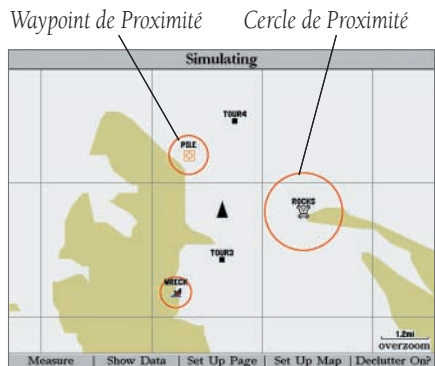 Waypoint de Proximité Cercle de Proximité
Simulating
TOUR4
PILE
ROCKS
TOUR3
WRECK
1.2mi
overzoom
Measure | Show Data | Set Up Page | Set Up Map | Declutter On?